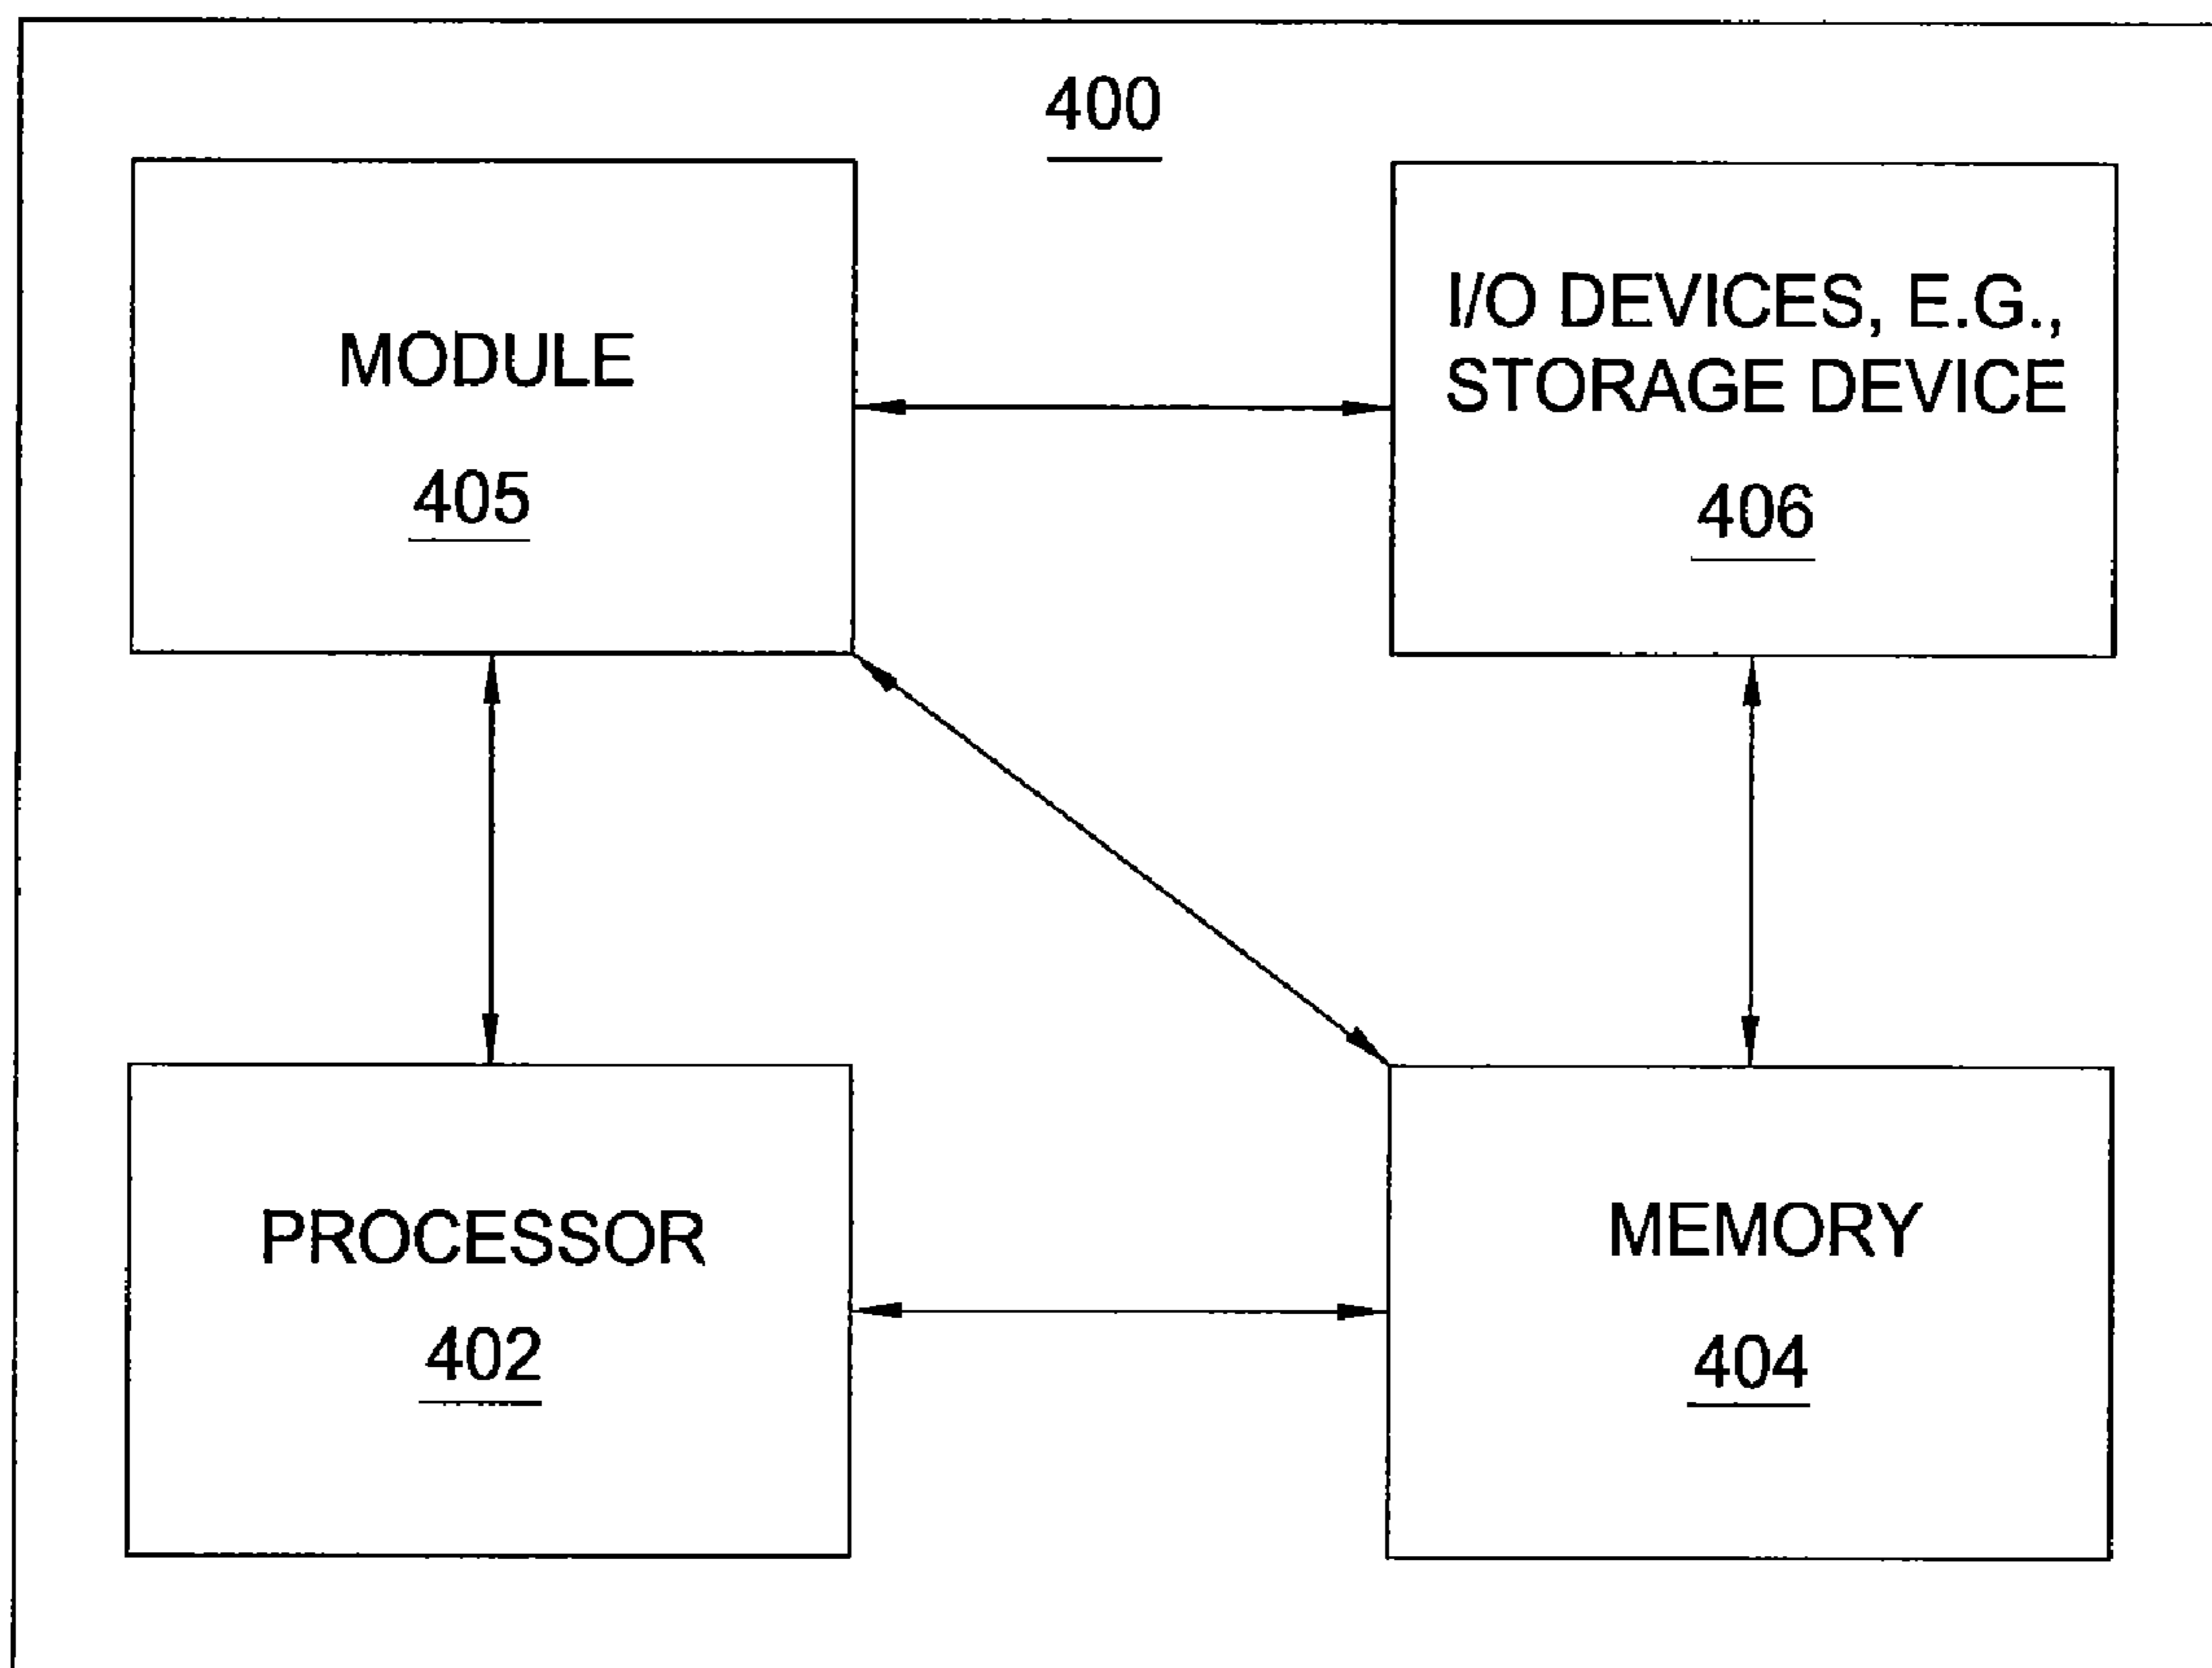 400
MODULE
405
I/O DEVICES, E.G.,
STORAGE DEVICE
406
PROCESSOR
402
MEMORY
404